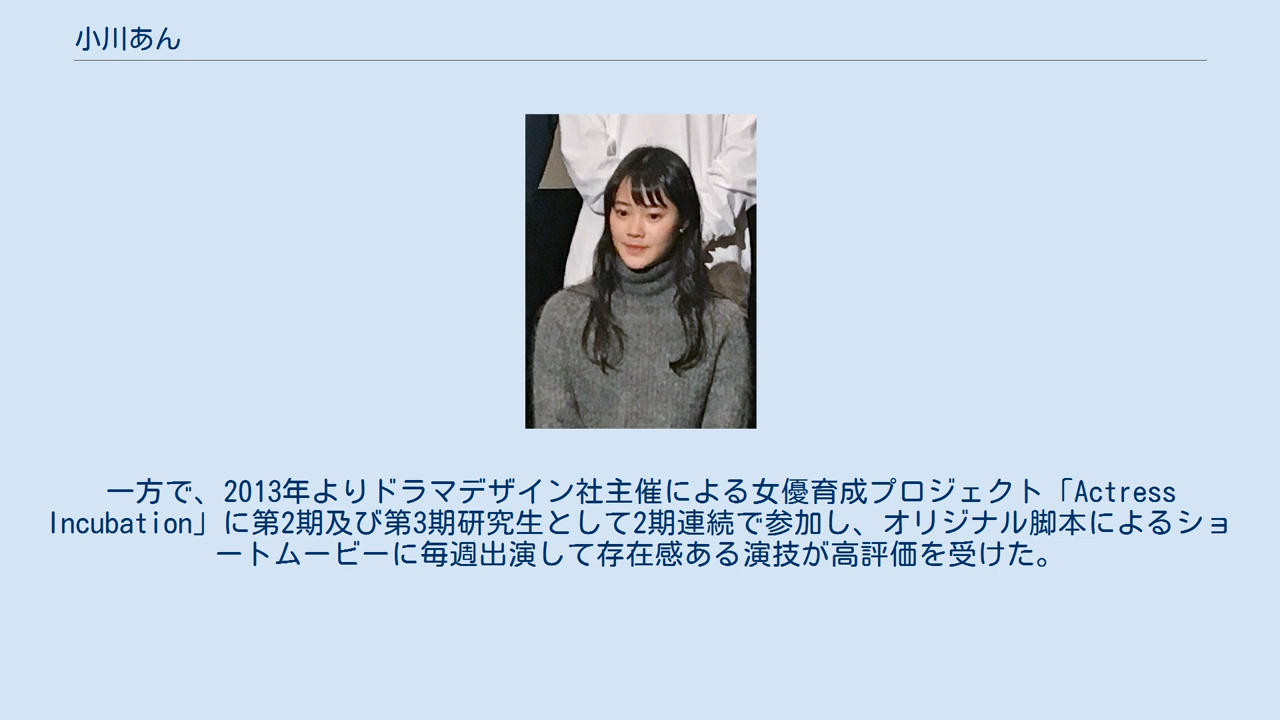 小川あん
一方で、2013年よりドラマデザイン社主催による女優育成プロジェクト「Actress
Incubation」に第2期及び第3期研究生として2期連続で参加し、オリジナル脚本によるショ
ートムービーに毎週出演して存在感ある演技が高評価を受けた。